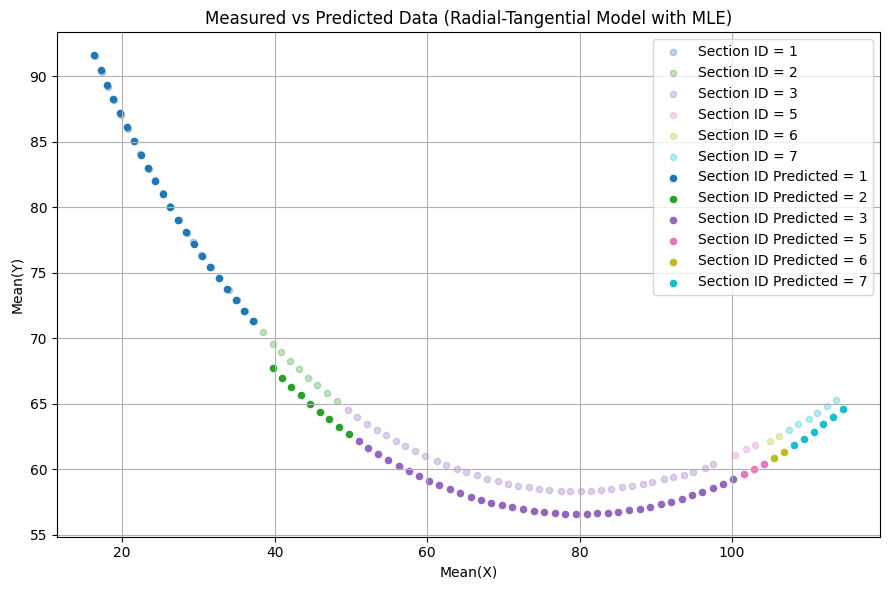 Measured vs Predicted Data (Radial-Tangential Model with MLE)
Section ID = 1
Section ID = 2
Section ID = 3
Section ID = 5
Section ID = 6
Section ID = 7
Section ID Predicted = 1
Section ID Predicted = 2
Section ID Predicted = 3
Section ID Predicted = 5
Section ID Predicted = 6
Section ID Predicted = 7
Mean(Y)
90
85
80
75
70
65
60
55
20 40 60 80 100
Mean(X)